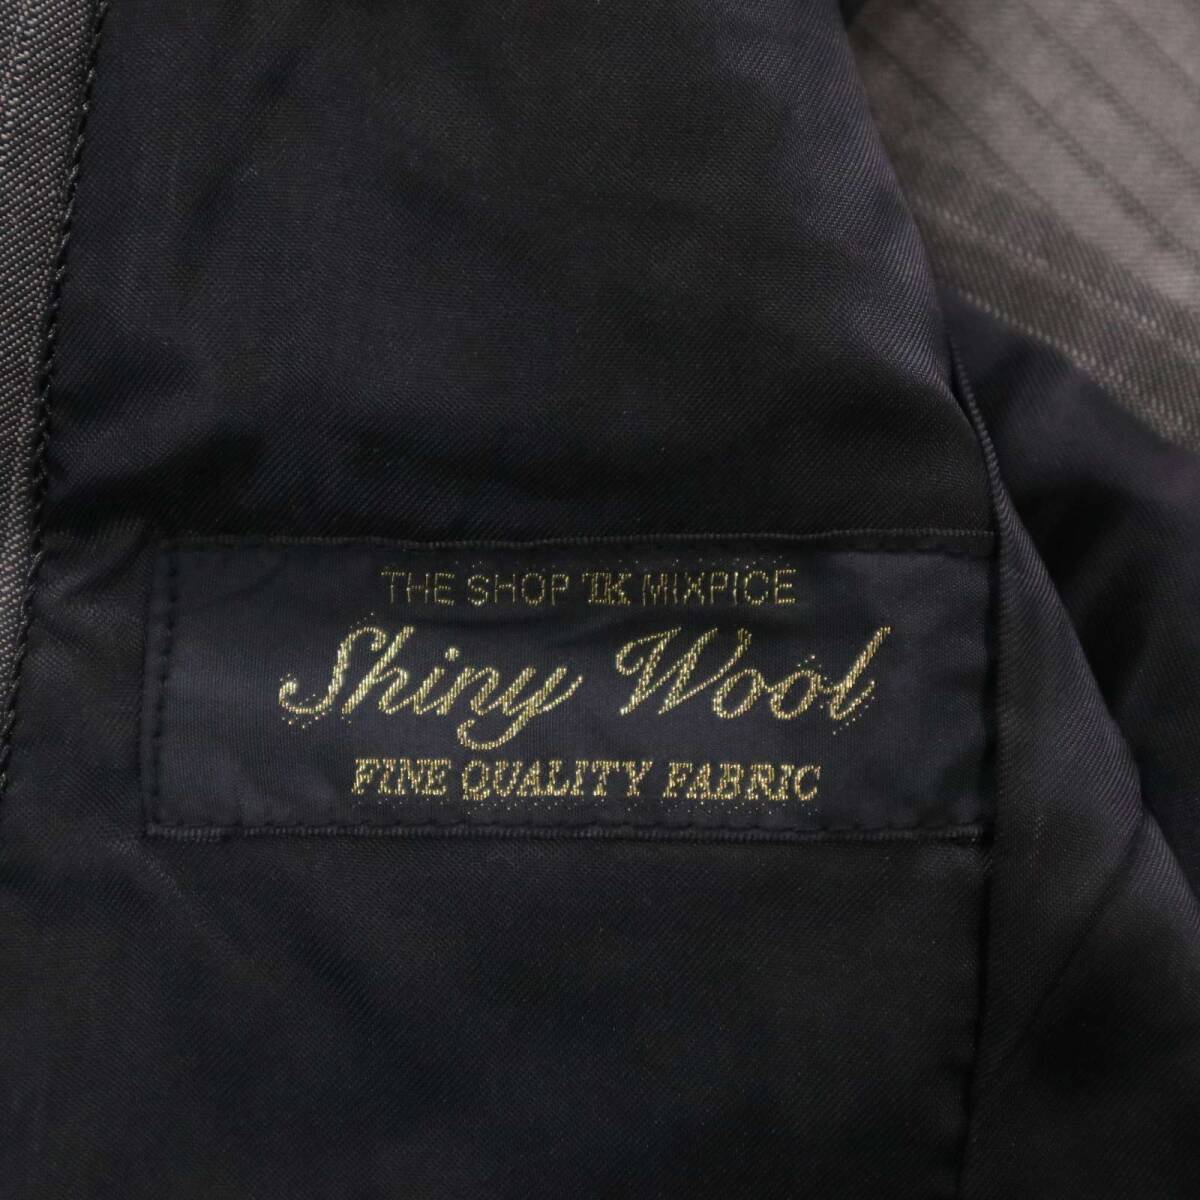 THE SHOP TK MIXPICE
Shiny Wool
FINE QUALITY FABRIC